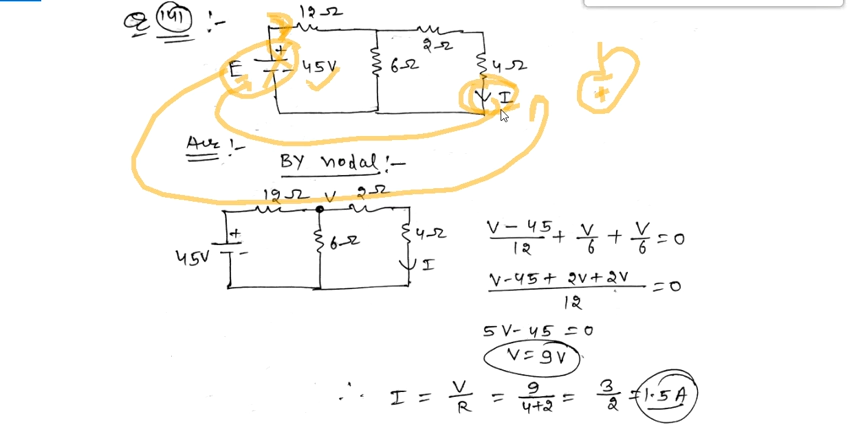 Q (141) :-
12Ω
2Ω
+
E
-
45V
6Ω
4Ω
I
+
Ans :-
BY nodal :-
12Ω V 2Ω
+
45V
-
6Ω
4Ω
I
V-45/12 + V/6 + V/6 = 0
V-45+2V+2V/12 = 0
5V-45 = 0
V = 9V
∴ I = V/R = 9/4+2 = 3/2 = 1.5A